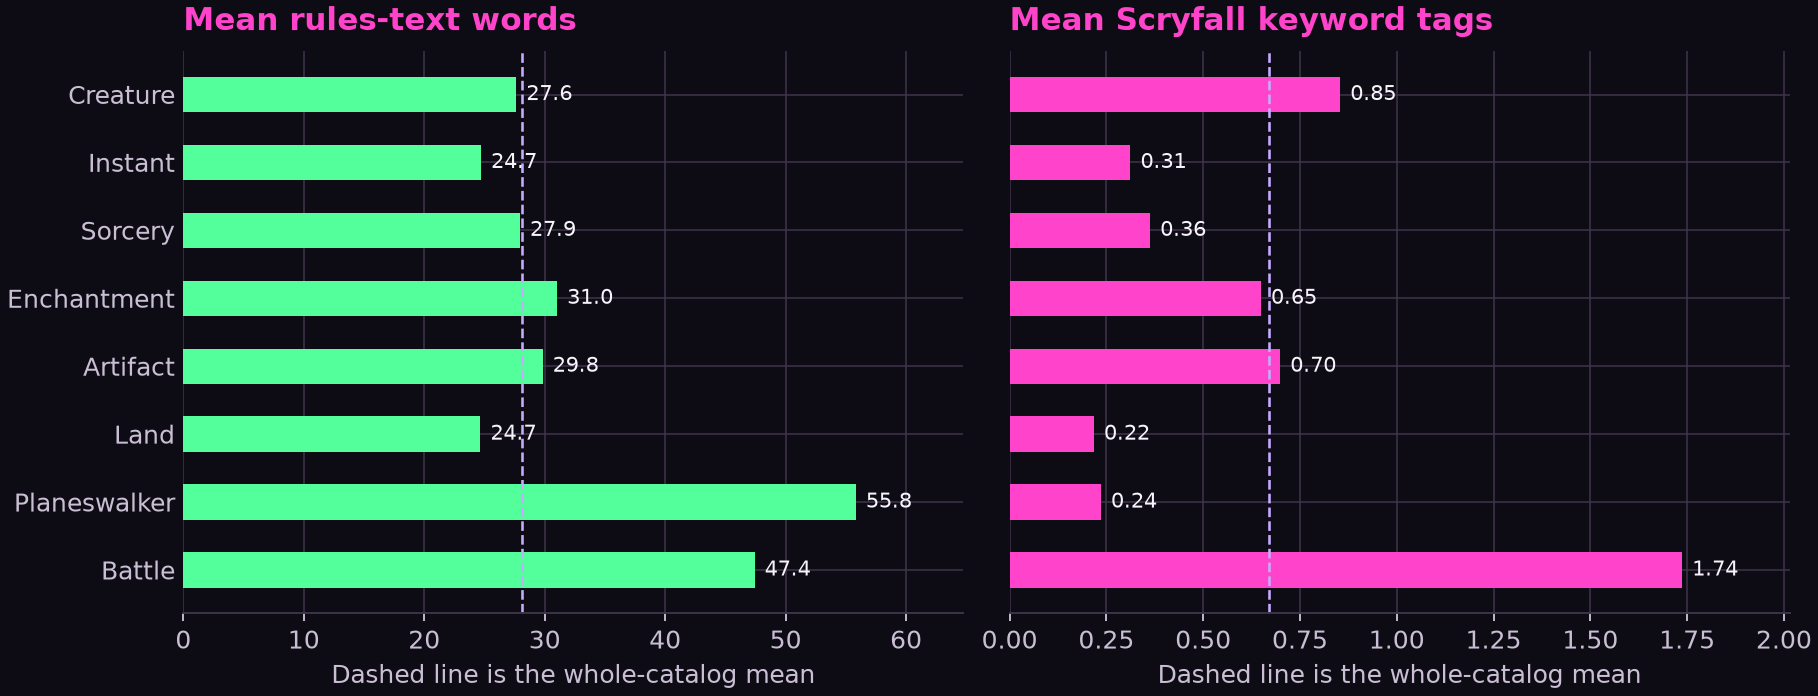 Mean rules-text words
Creature
Instant
Sorcery
Enchantment
Artifact
Land
Planeswalker
Battle
27.6
24.7
27.9
31.0
29.8
24.7
55.8
47.4
0 10 20 30 40 50 60
Dashed line is the whole-catalog mean
Mean Scryfall keyword tags
0.85
0.31
0.36
0.65
0.70
0.22
0.24
1.74
0.00 0.25 0.50 0.75 1.00 1.25 1.50 1.75 2.00
Dashed line is the whole-catalog mean